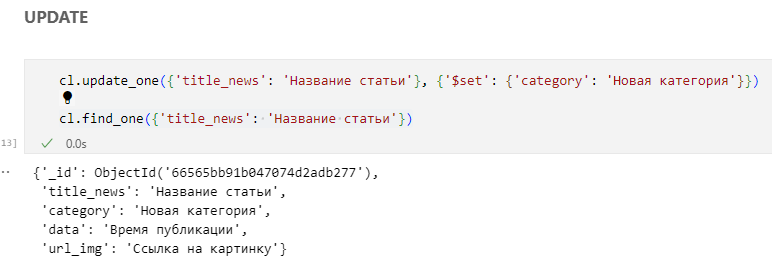 UPDATE
cl.update_one({'title_news': 'Название статьи'}, {'$set': {'category': 'Новая категория'}})
cl.find_one({'title_news': 'Название статьи'})
13]
0.0s
{'_id': ObjectId('66565bb91b047074d2adb277'),
'title_news': 'Название статьи',
'category': 'Новая категория',
'data': 'Время публикации',
'url_img': 'Ссылка на картинку'}